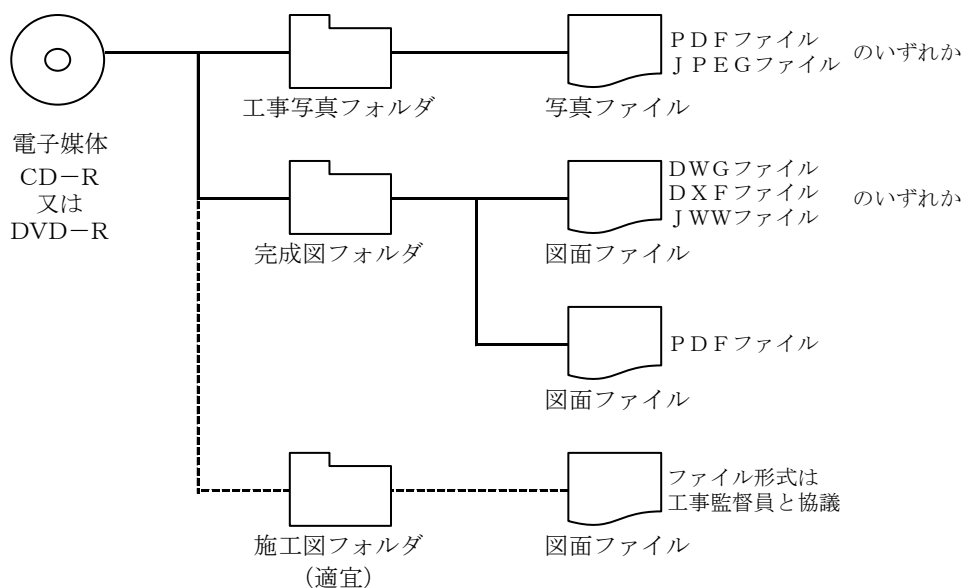 PDFファイル
JPEGファイル
のいずれか
工事写真フォルダ
写真ファイル
電子媒体
CD－R
又は
DVD－R
DWGファイル
DXFファイル
JWWファイル
のいずれか
完成図フォルダ
図面ファイル
PDFファイル
図面ファイル
ファイル形式は
工事監督員と協議
施工図フォルダ
(適宜)
図面ファイル